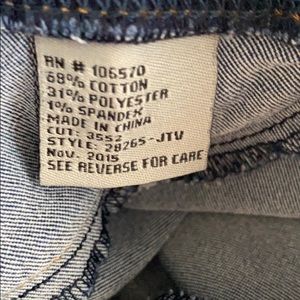 RN # 106570
68% COTTON
31% POLYESTER
1% SPANDEX
MADE IN CHINA
CUT: 3552
STYLE: 28265-JTV
NOV. 2015
SEE REVERSE FOR CARE